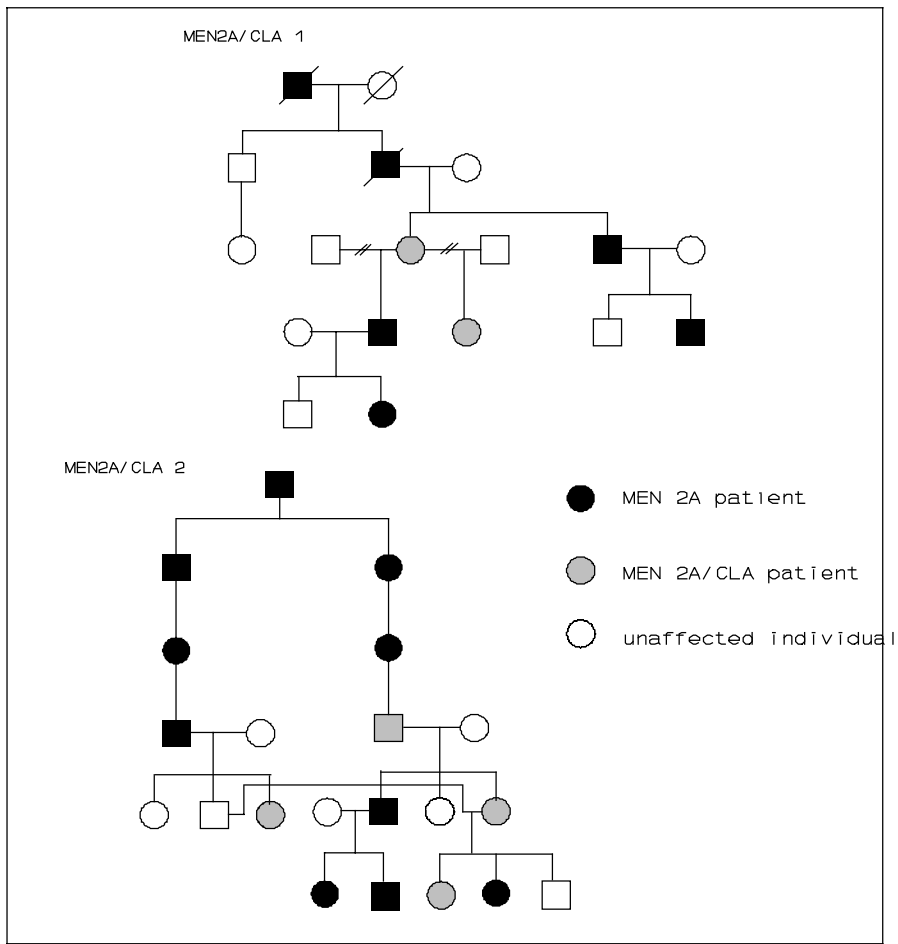 MEN2A/CLA 1
MEN2A/CLA 2
MEN 2A patient
MEN 2A/CLA patient
unaffected individual